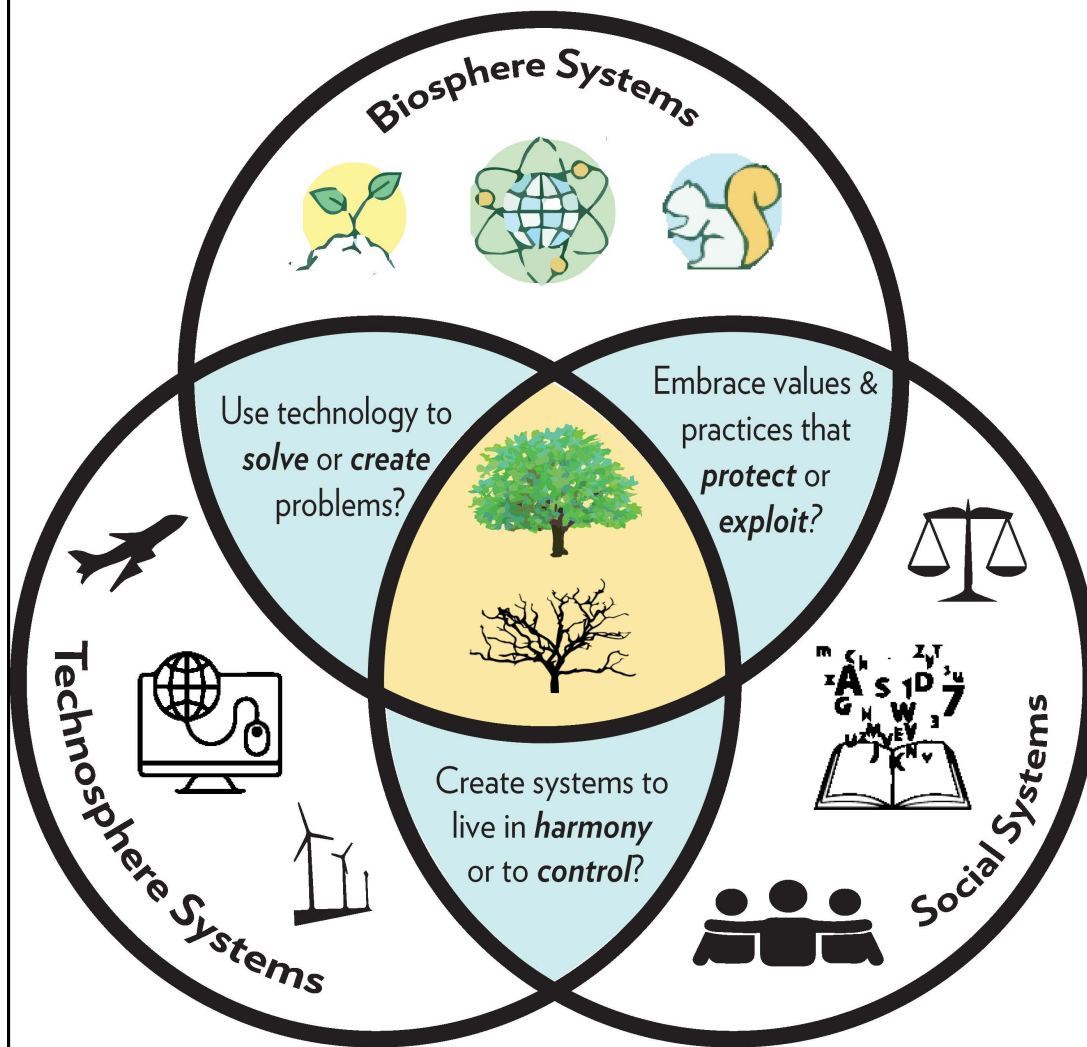 Biosphere Systems
Use technology to
solve or create
problems?
Embrace values &
practices that
protect or
exploit?
Technosphere Systems
Create systems to
live in harmony
or to control?
Social Systems